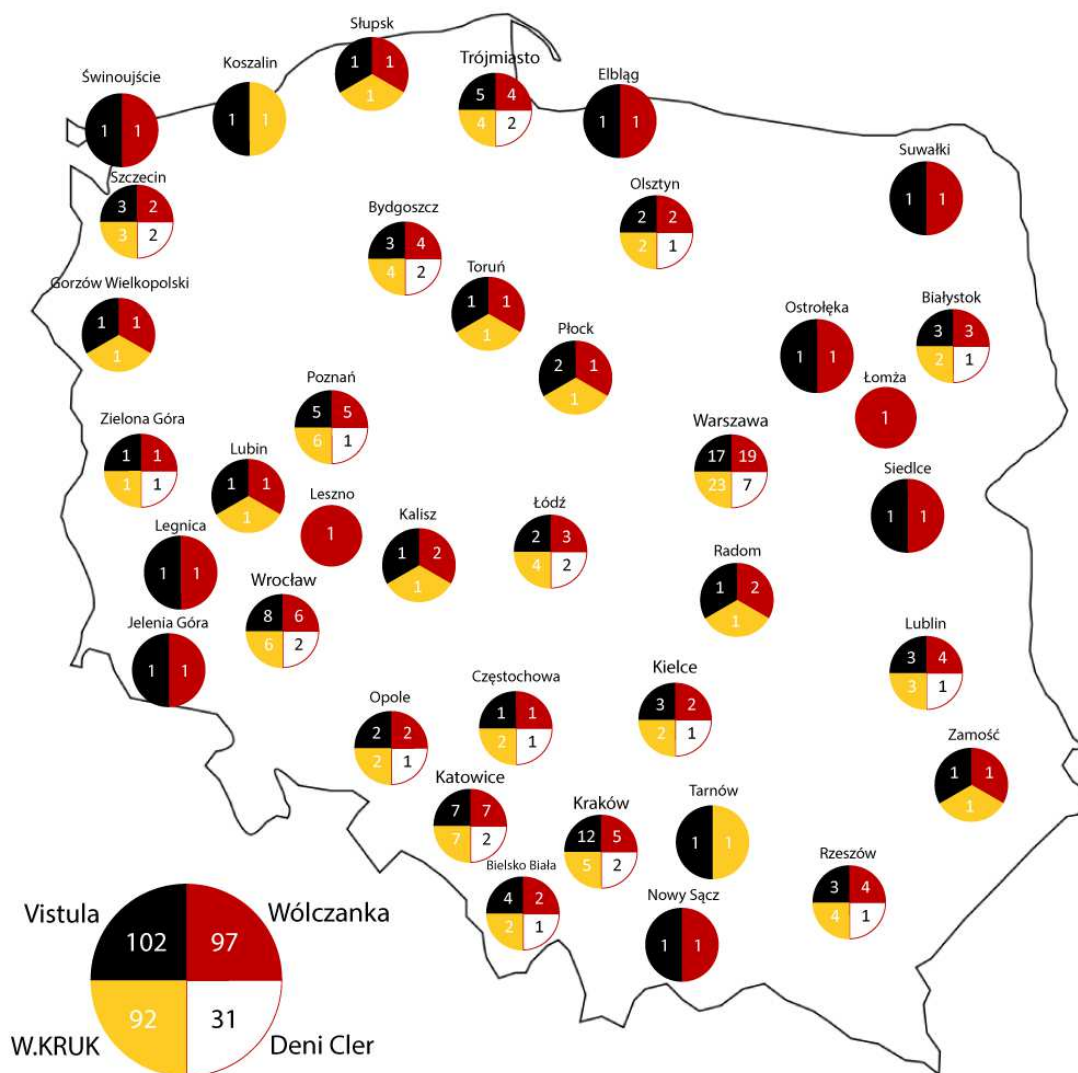 Słupsk
1 1
1
Koszalin
1 1
Trójmiasto
5 4
4 2
Elbląg
1 1
Świnoujście
1 1
Suwałki
1 1
Szczecin
3 2
3 2
Olsztyn
2 2
2 1
Bydgoszcz
3 4
4 2
Toruń
1 1
1
Gorzów Wielkopolski
1 1
1
Ostrołęka
1 1
Białystok
3 3
2 1
Płock
2 1
1
Łomża
1
Poznań
5 5
6 1
Zielona Góra
1 1
1 1
Warszawa
17 19
23 7
Lubin
1 1
1
Siedlce
1 1
Leszno
1
Kalisz
1 2
1
Łódź
2 3
4 2
Legnica
1 1
Radom
1 2
1
Wrocław
8 6
6 2
Jelenia Góra
1 1
Lublin
3 4
3 1
Kielce
3 2
2 1
Częstochowa
1 1
2 1
Opole
2 2
2 1
Zamość
1 1
1
Katowice
7 7
7 2
Kraków
12 5
5 2
Tarnów
1 1
Rzeszów
3 4
4 1
Bielsko Biała
4 2
2 1
Nowy Sącz
1 1
Vistula Wólczanka
102 97
92 31
W.KRUK Deni Cler